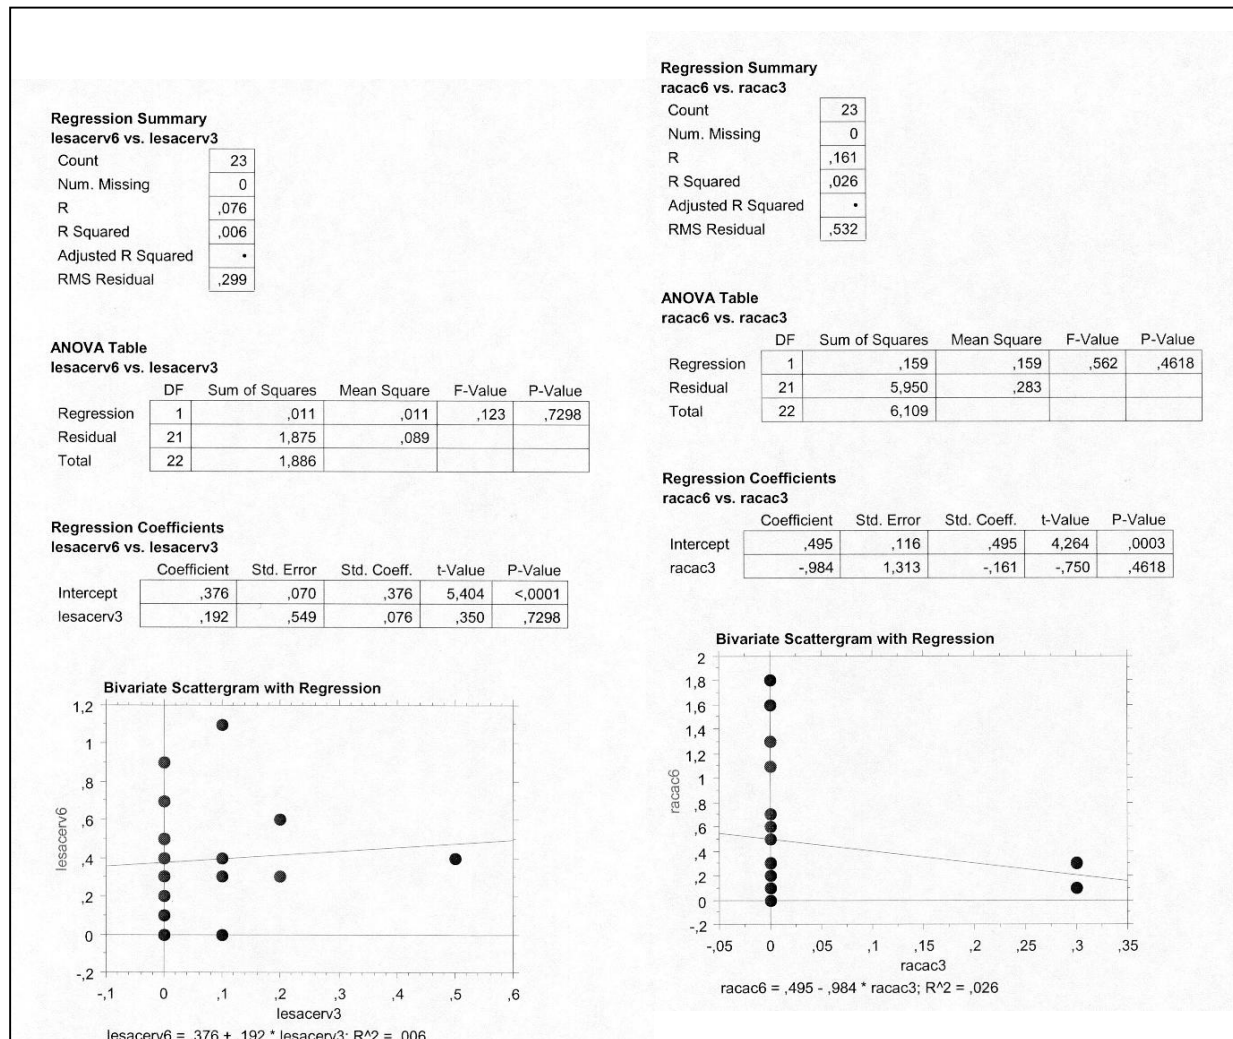 Regression Summary
lesacerv6 vs. lesacerv3
Count 23
Num. Missing 0
R ,076
R Squared ,006
Adjusted R Squared •
RMS Residual ,299
ANOVA Table
lesacerv6 vs. lesacerv3
DF Sum of Squares Mean Square F-Value P-Value
Regression 1 ,011 ,011 ,123 ,7298
Residual 21 1,875 ,089
Total 22 1,886
Regression Coefficients
lesacerv6 vs. lesacerv3
Coefficient Std. Error Std. Coeff. t-Value P-Value
Intercept ,376 ,070 ,376 5,404 <,0001
lesacerv3 ,192 ,549 ,076 ,350 ,7298
Bivariate Scattergram with Regression
1,2
1
,8
,6
,4
,2
0
-,2
lesacerv6
-,1 0 ,1 ,2 ,3 ,4 ,5 ,6
lesacerv3
lesacerv6 = ,376 + ,192 * lesacerv3; R^2 = ,006
Regression Summary
racac6 vs. racac3
Count 23
Num. Missing 0
R ,161
R Squared ,026
Adjusted R Squared •
RMS Residual ,532
ANOVA Table
racac6 vs. racac3
DF Sum of Squares Mean Square F-Value P-Value
Regression 1 ,159 ,159 ,562 ,4618
Residual 21 5,950 ,283
Total 22 6,109
Regression Coefficients
racac6 vs. racac3
Coefficient Std. Error Std. Coeff. t-Value P-Value
Intercept ,495 ,116 ,495 4,264 ,0003
racac3 -,984 1,313 -,161 -,750 ,4618
Bivariate Scattergram with Regression
2
1,8
1,6
1,4
1,2
1
,8
,6
,4
,2
0
-,2
racac6
-,05 0 ,05 ,1 ,15 ,2 ,25 ,3 ,35
racac3
racac6 = ,495 - ,984 * racac3; R^2 = ,026